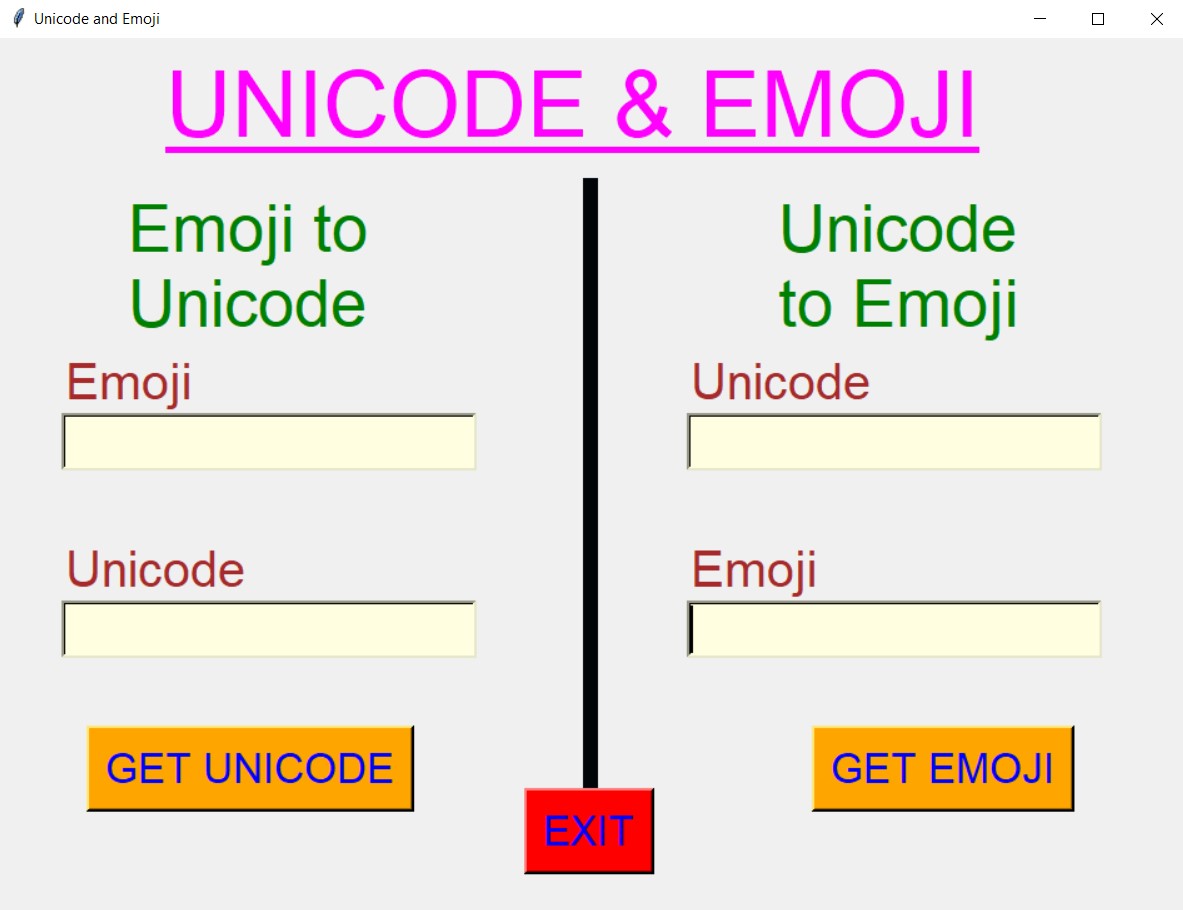 Unicode and Emoji
UNICODE & EMOJI
Emoji to
Unicode
Emoji
Unicode
GET UNICODE
Unicode
to Emoji
Unicode
Emoji
GET EMOJI
EXIT